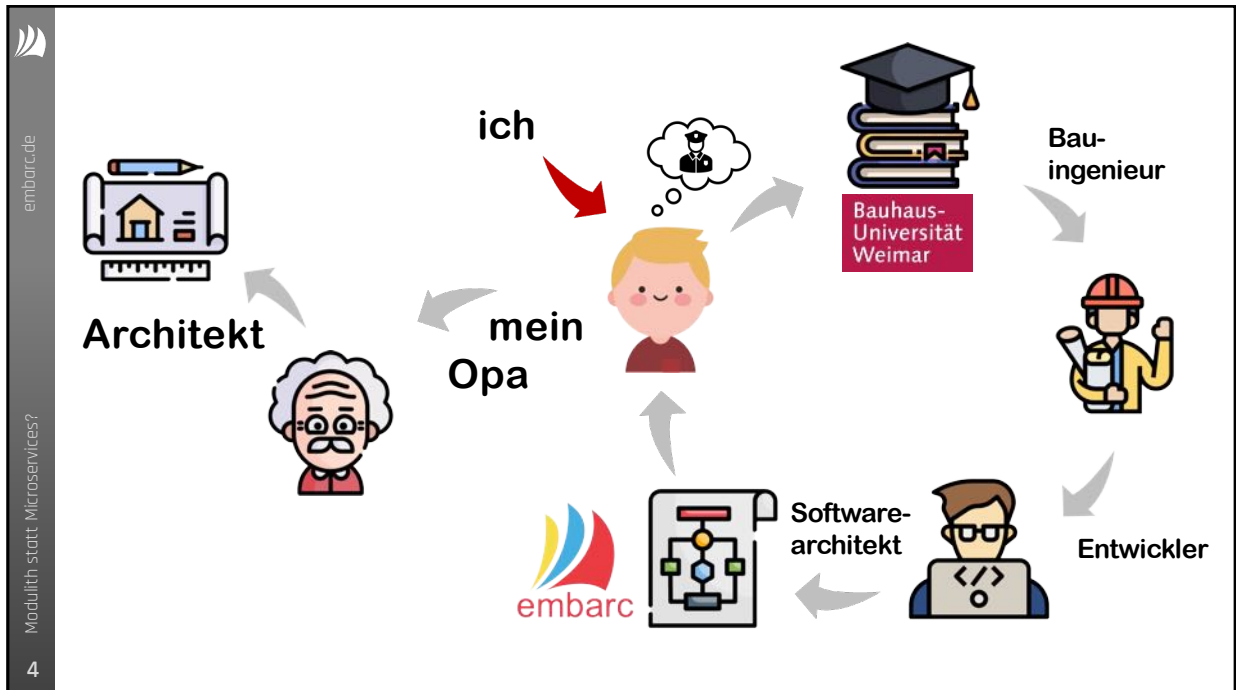 embarc.de
Modulith statt Microservices?
4
ich
Bau-
ingenieur
Bauhaus-
Universität
Weimar
Architekt
mein
Opa
Software-
architekt
</>
Entwickler
embarc